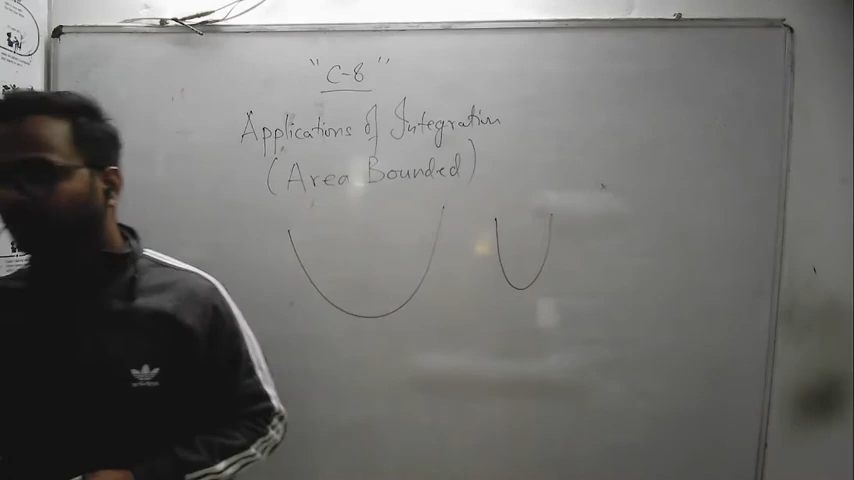 "C-8"
Applications of Integration
(Area Bounded)
adidas